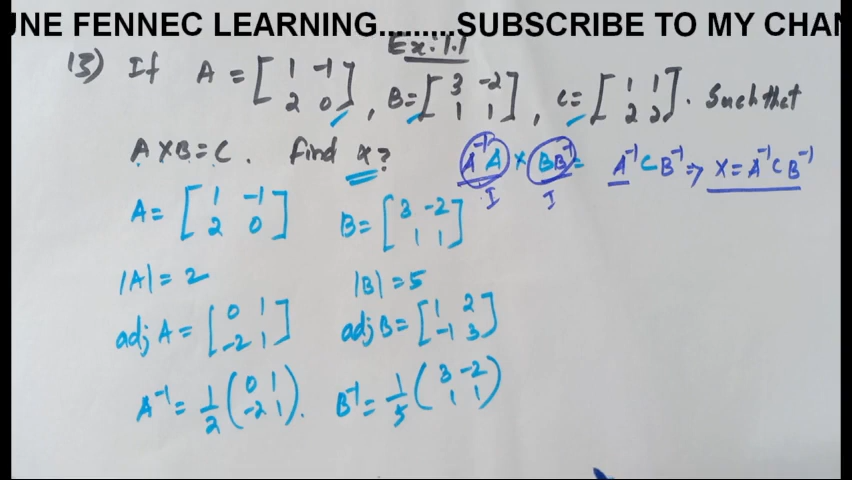 UNE FENNEC LEARNING.........SUBSCRIBE TO MY CHAN
Ex:1.1
13) If A = [1 -1 2 0], B = [3 -2 1 1], C = [1 1 2 2]. Such that
A X B = C. Find x? A⁻¹A X BB⁻¹ = A⁻¹CB⁻¹ ⇒ X = A⁻¹CB⁻¹
I I
A = [1 -1 2 0] B = [3 -2 1 1]
|A| = 2 |B| = 5
adj A = [0 1 -2 1] adj B = [1 2 -1 3]
A⁻¹ = 1/2 (0 1 -2 1). B⁻¹ = 1/5 (3 -2 1 1)